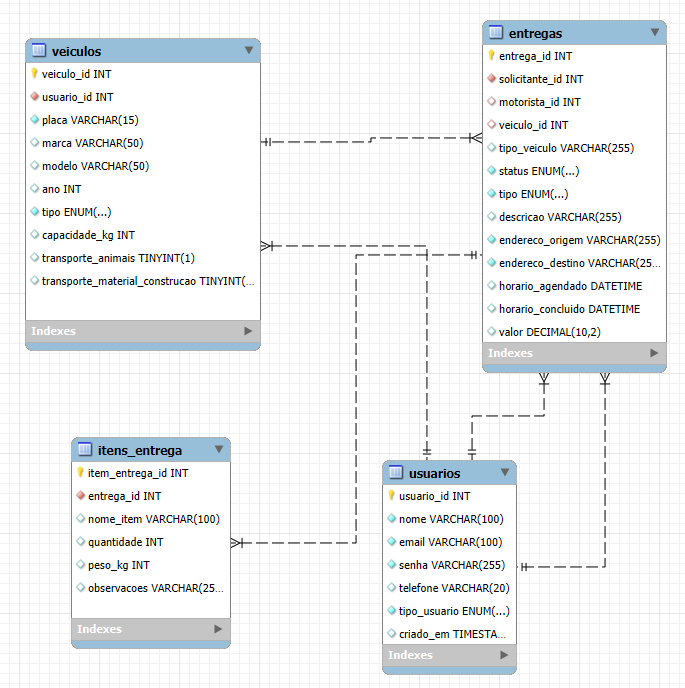 veiculos
veiculo_id INT
usuario_id INT
placa VARCHAR(15)
marca VARCHAR(50)
modelo VARCHAR(50)
ano INT
tipo ENUM(...)
capacidade_kg INT
transporte_animais TINYINT(1)
transporte_material_construcao TINYINT(...
Indexes
entregas
entrega_id INT
solicitante_id INT
motorista_id INT
veiculo_id INT
tipo_veiculo VARCHAR(255)
status ENUM(...)
tipo ENUM(...)
descricao VARCHAR(255)
endereco_origem VARCHAR(255)
endereco_destino VARCHAR(25...
horario_agendado DATETIME
horario_concluido DATETIME
valor DECIMAL(10,2)
Indexes
itens_entrega
item_entrega_id INT
entrega_id INT
nome_item VARCHAR(100)
quantidade INT
peso_kg INT
observacoes VARCHAR(25...
Indexes
usuarios
usuario_id INT
nome VARCHAR(100)
email VARCHAR(100)
senha VARCHAR(255)
telefone VARCHAR(20)
tipo_usuario ENUM(...)
criado_em TIMESTA...
Indexes